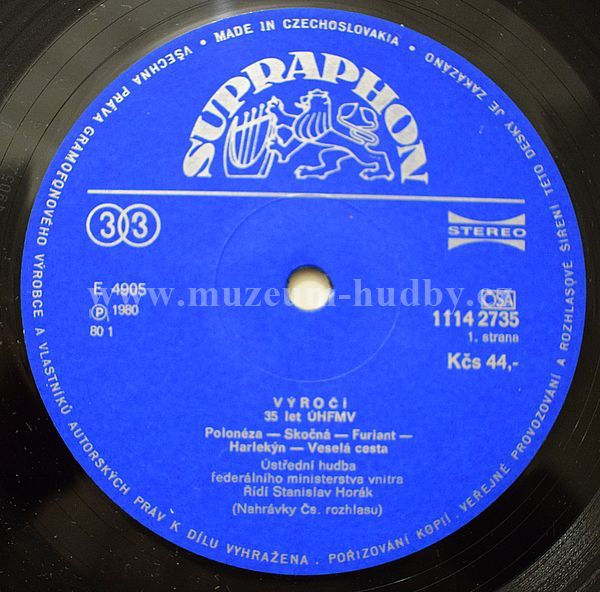 VŠECHNA PRÁVA GRAMOFÓNOVÉHO VÝROBCE A VLASTNÍKŮ AUTORSKÝCH PRÁV K DÍLU VYHRAŽENA . POŘIZOVÁNÍ KOPIÍ . VEŘEJNÉ PROVOZOVÁNÍ A ROZHLASOVÉ ŠÍŘENÍ TÉTO DESKY JE ZAKÁZÁNO
• MADE IN CZECHOSLOVAKIA •
SUPRAPHON
33
STEREO
E 4905
Ⓟ 1980
80 1
www.muzeum-hudby.c
OSA
1114 2735
1. strana
Kčs 44,-
VÝROČÍ
35 let ÚHFMV
Polonéza — Skočná — Furiant —
Harlekýn — Veselá cesta
Ústřední hudba
federálního ministerstva vnitra
Řídí Stanislav Horák
(Nahrávky Čs. rozhlasu)